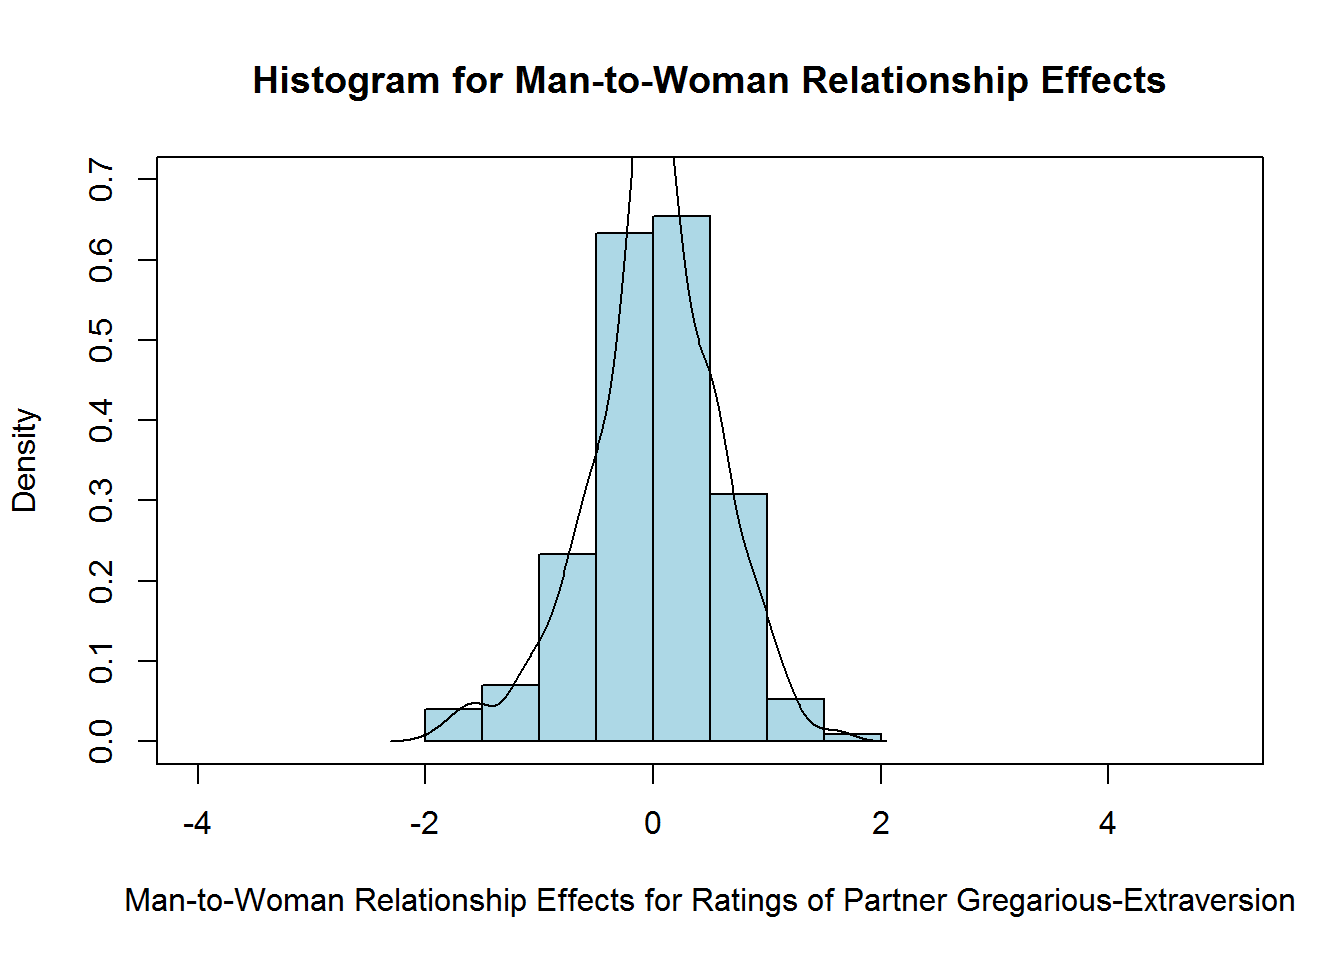 Histogram for Man-to-Woman Relationship Effects
Density
0.7
0.6
0.5
0.4
0.3
0.2
0.1
0.0
-4 -2 0 2 4
Man-to-Woman Relationship Effects for Ratings of Partner Gregarious-Extraversion